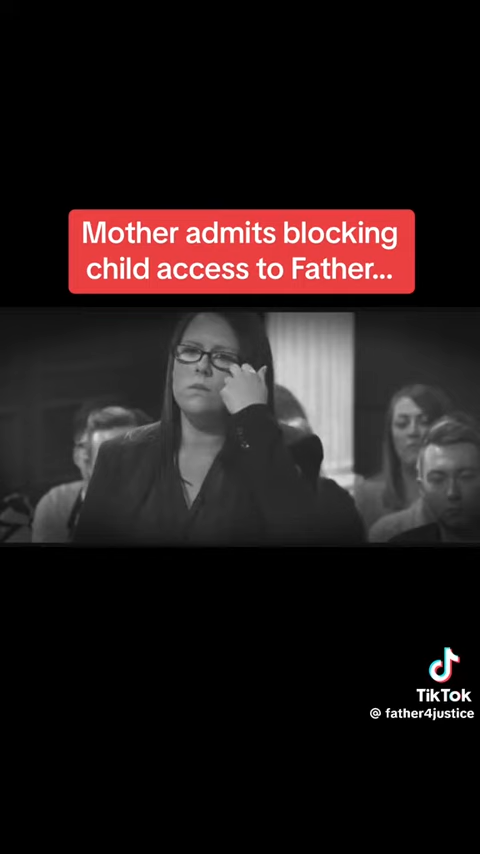 Mother admits blocking
child access to Father...
TikTok
@ father4justice